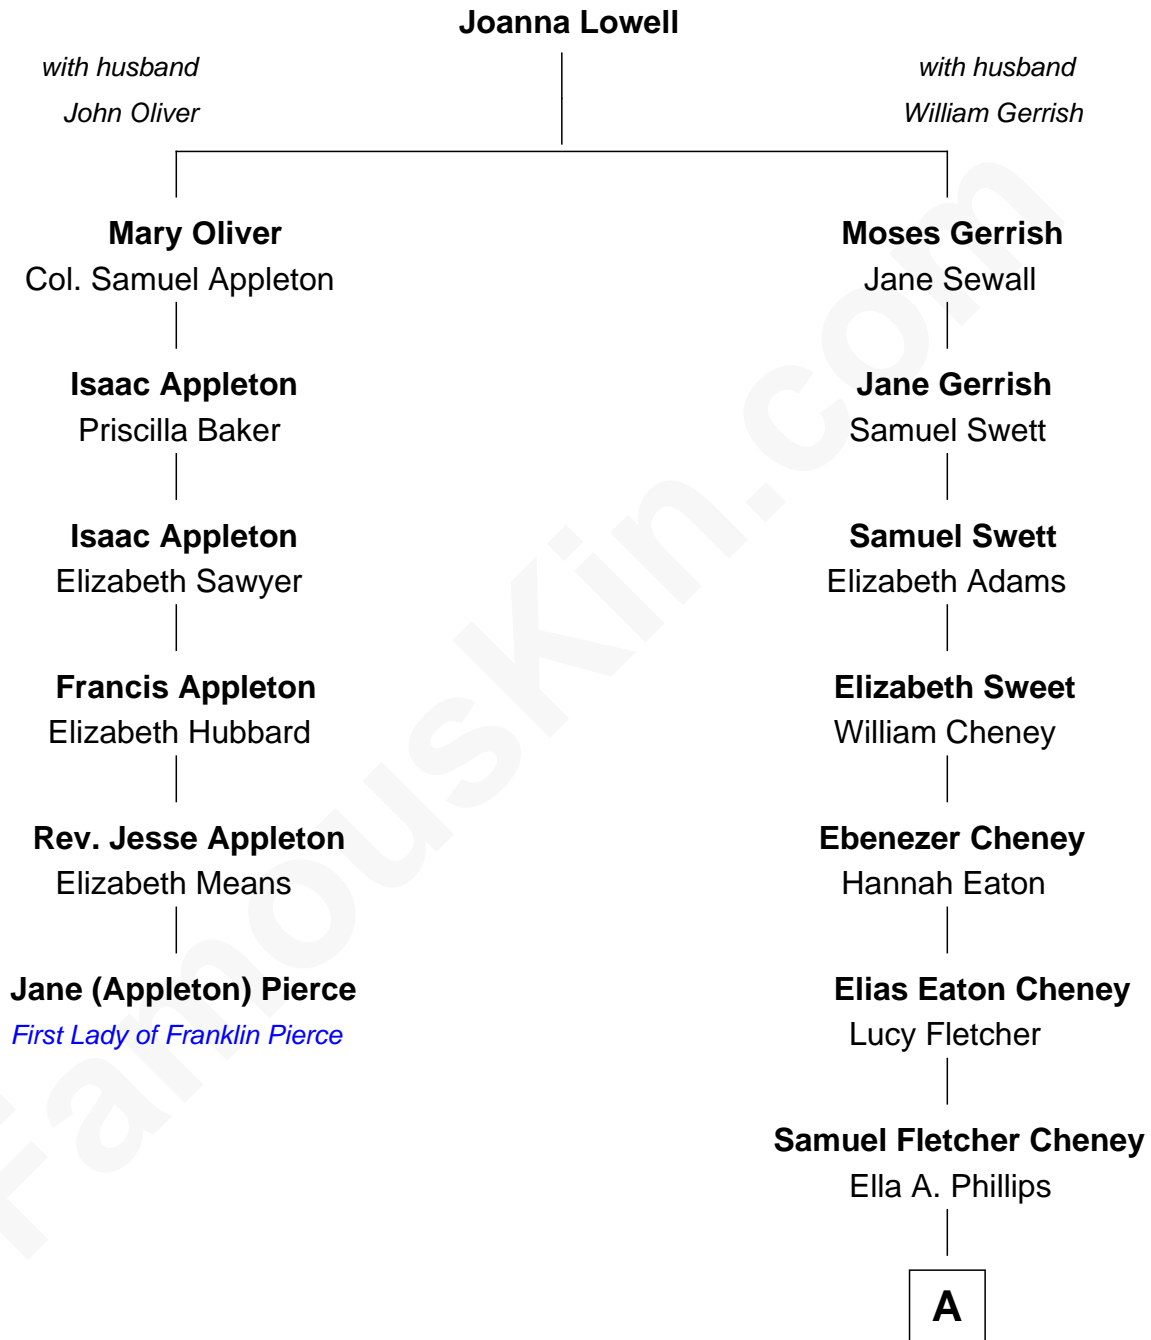 Joanna Lowell
with husband
John Oliver
with husband
William Gerrish
Mary Oliver
Col. Samuel Appleton
Moses Gerrish
Jane Sewall
Isaac Appleton
Priscilla Baker
Jane Gerrish
Samuel Swett
Isaac Appleton
Elizabeth Sawyer
Samuel Swett
Elizabeth Adams
Francis Appleton
Elizabeth Hubbard
Elizabeth Sweet
William Cheney
Rev. Jesse Appleton
Elizabeth Means
Ebenezer Cheney
Hannah Eaton
Jane (Appleton) Pierce
First Lady of Franklin Pierce
Elias Eaton Cheney
Lucy Fletcher
Samuel Fletcher Cheney
Ella A. Phillips
A
FamousKin.com